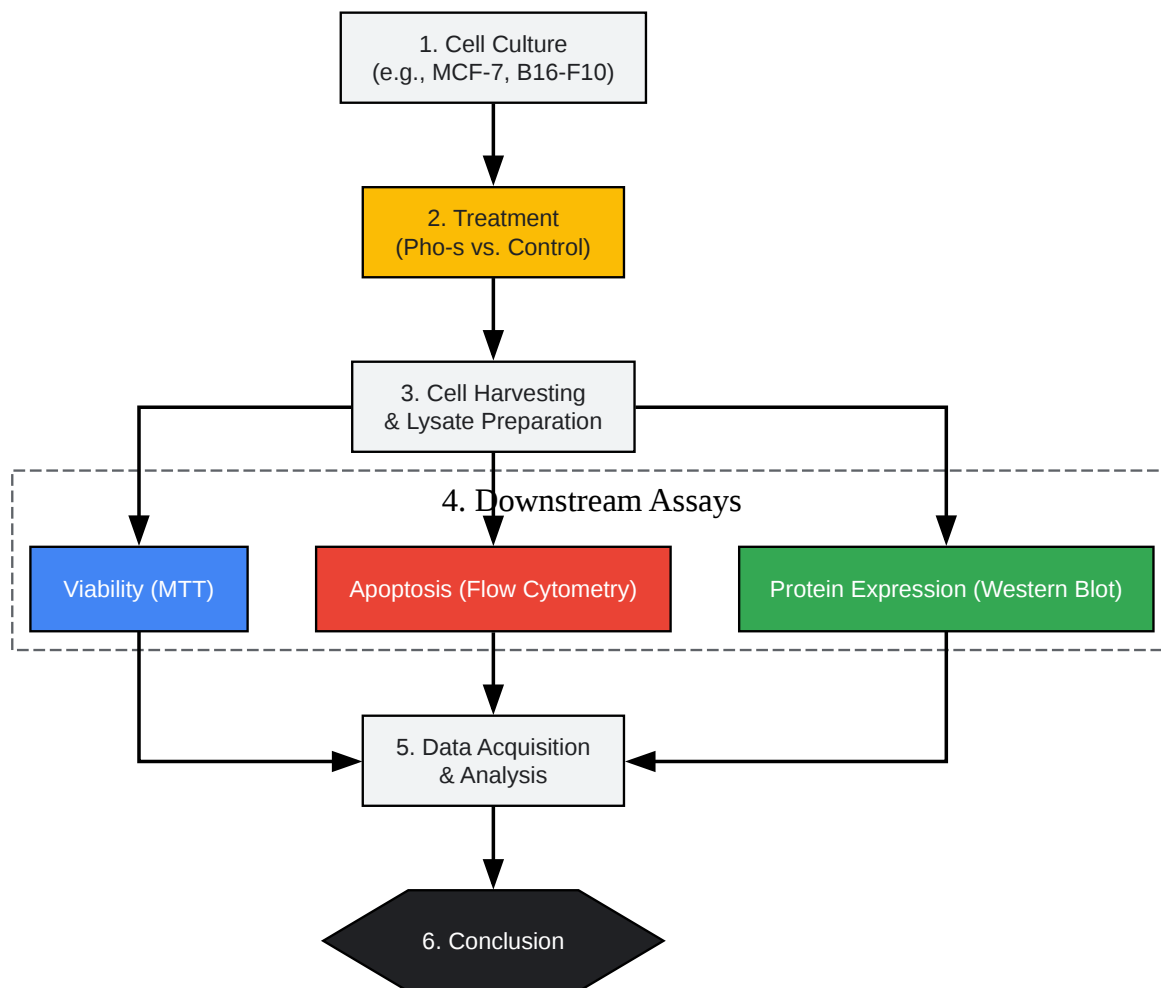 1. Cell Culture
(e.g., MCF-7, B16-F10)
2. Treatment
(Pho-s vs. Control)
3. Cell Harvesting
& Lysate Preparation
4. Downstream Assays
Viability (MTT)
Apoptosis (Flow Cytometry)
Protein Expression (Western Blot)
5. Data Acquisition
& Analysis
6. Conclusion